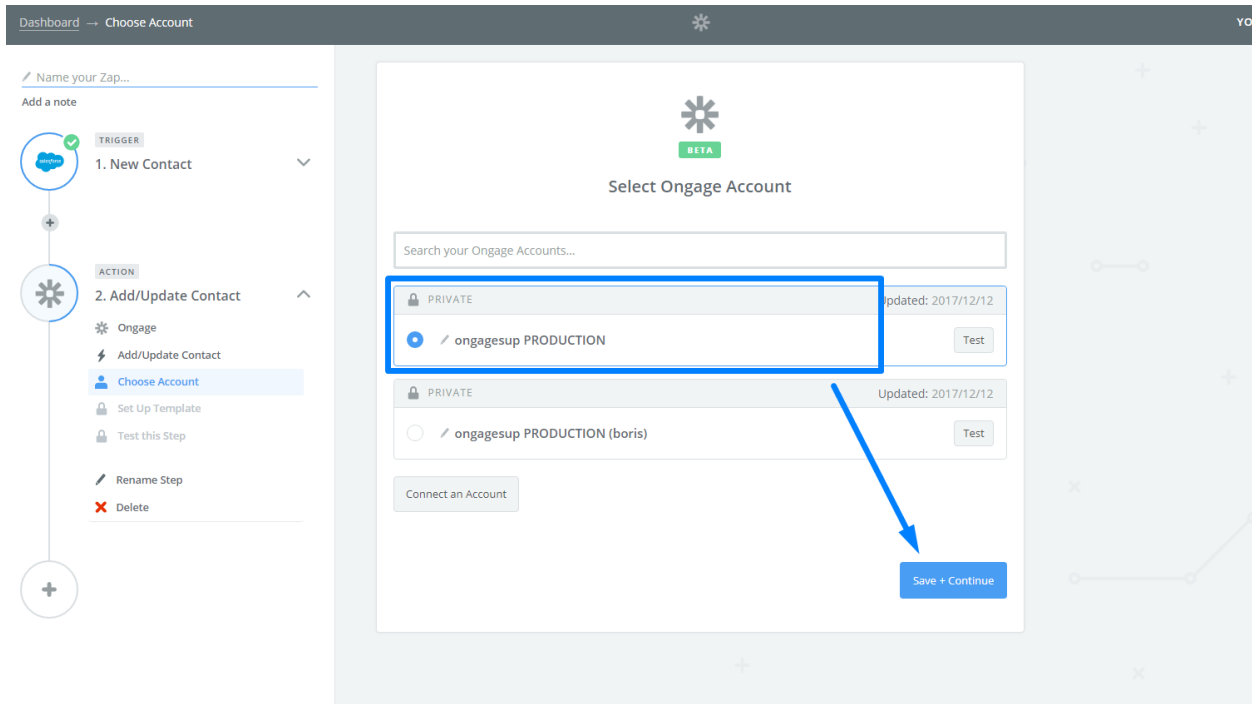 Dashboard → Choose Account
YO
Name your Zap...
Add a note
TRIGGER
1. New Contact
ACTION
2. Add/Update Contact
Ongage
Add/Update Contact
Choose Account
Set Up Template
Test this Step
Rename Step
Delete
BETA
Select Ongage Account
Search your Ongage Accounts...
PRIVATE
Updated: 2017/12/12
ongagesup PRODUCTION
Test
PRIVATE
Updated: 2017/12/12
ongagesup PRODUCTION (boris)
Test
Connect an Account
Save + Continue